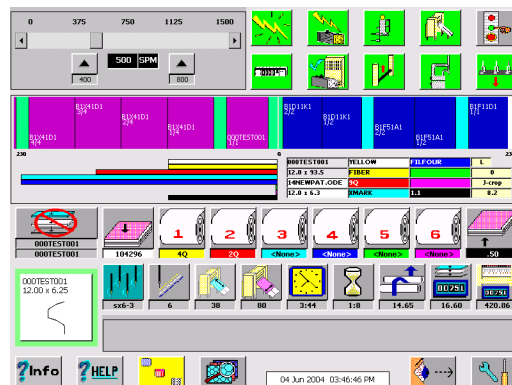 0 375 750 1125 1500
500 SPM
400 800
B1X41D1 4/4
B1X41D1 3/4
B1X41D1 2/4
B1X41D1 1/4
000TEST001 1/1
B1D11K1 2/2
B1D11K1 1/2
B1F51A1 2/2
B1F51A1 1/2
B1F11D1 1/1
230 0 23
000TEST001 YELLOW FILFOUR L
12.0 x 93.5 FIBER 0
14NEWPAT.ODE 9Q J-crop
12.0 x 6.3 XMARK 1.1 8.2
1 2 3 4 5 6
000TEST001
000TEST001
104296 4Q 2Q <None> <None> <None> <None> .50
000TEST001
12.00 x 6.25
00751
sx6-3 6 38 80 3:44 1:8 14.65 16.60 420.86
?Info ?HELP
04 Jun 2004 03:46:46 PM